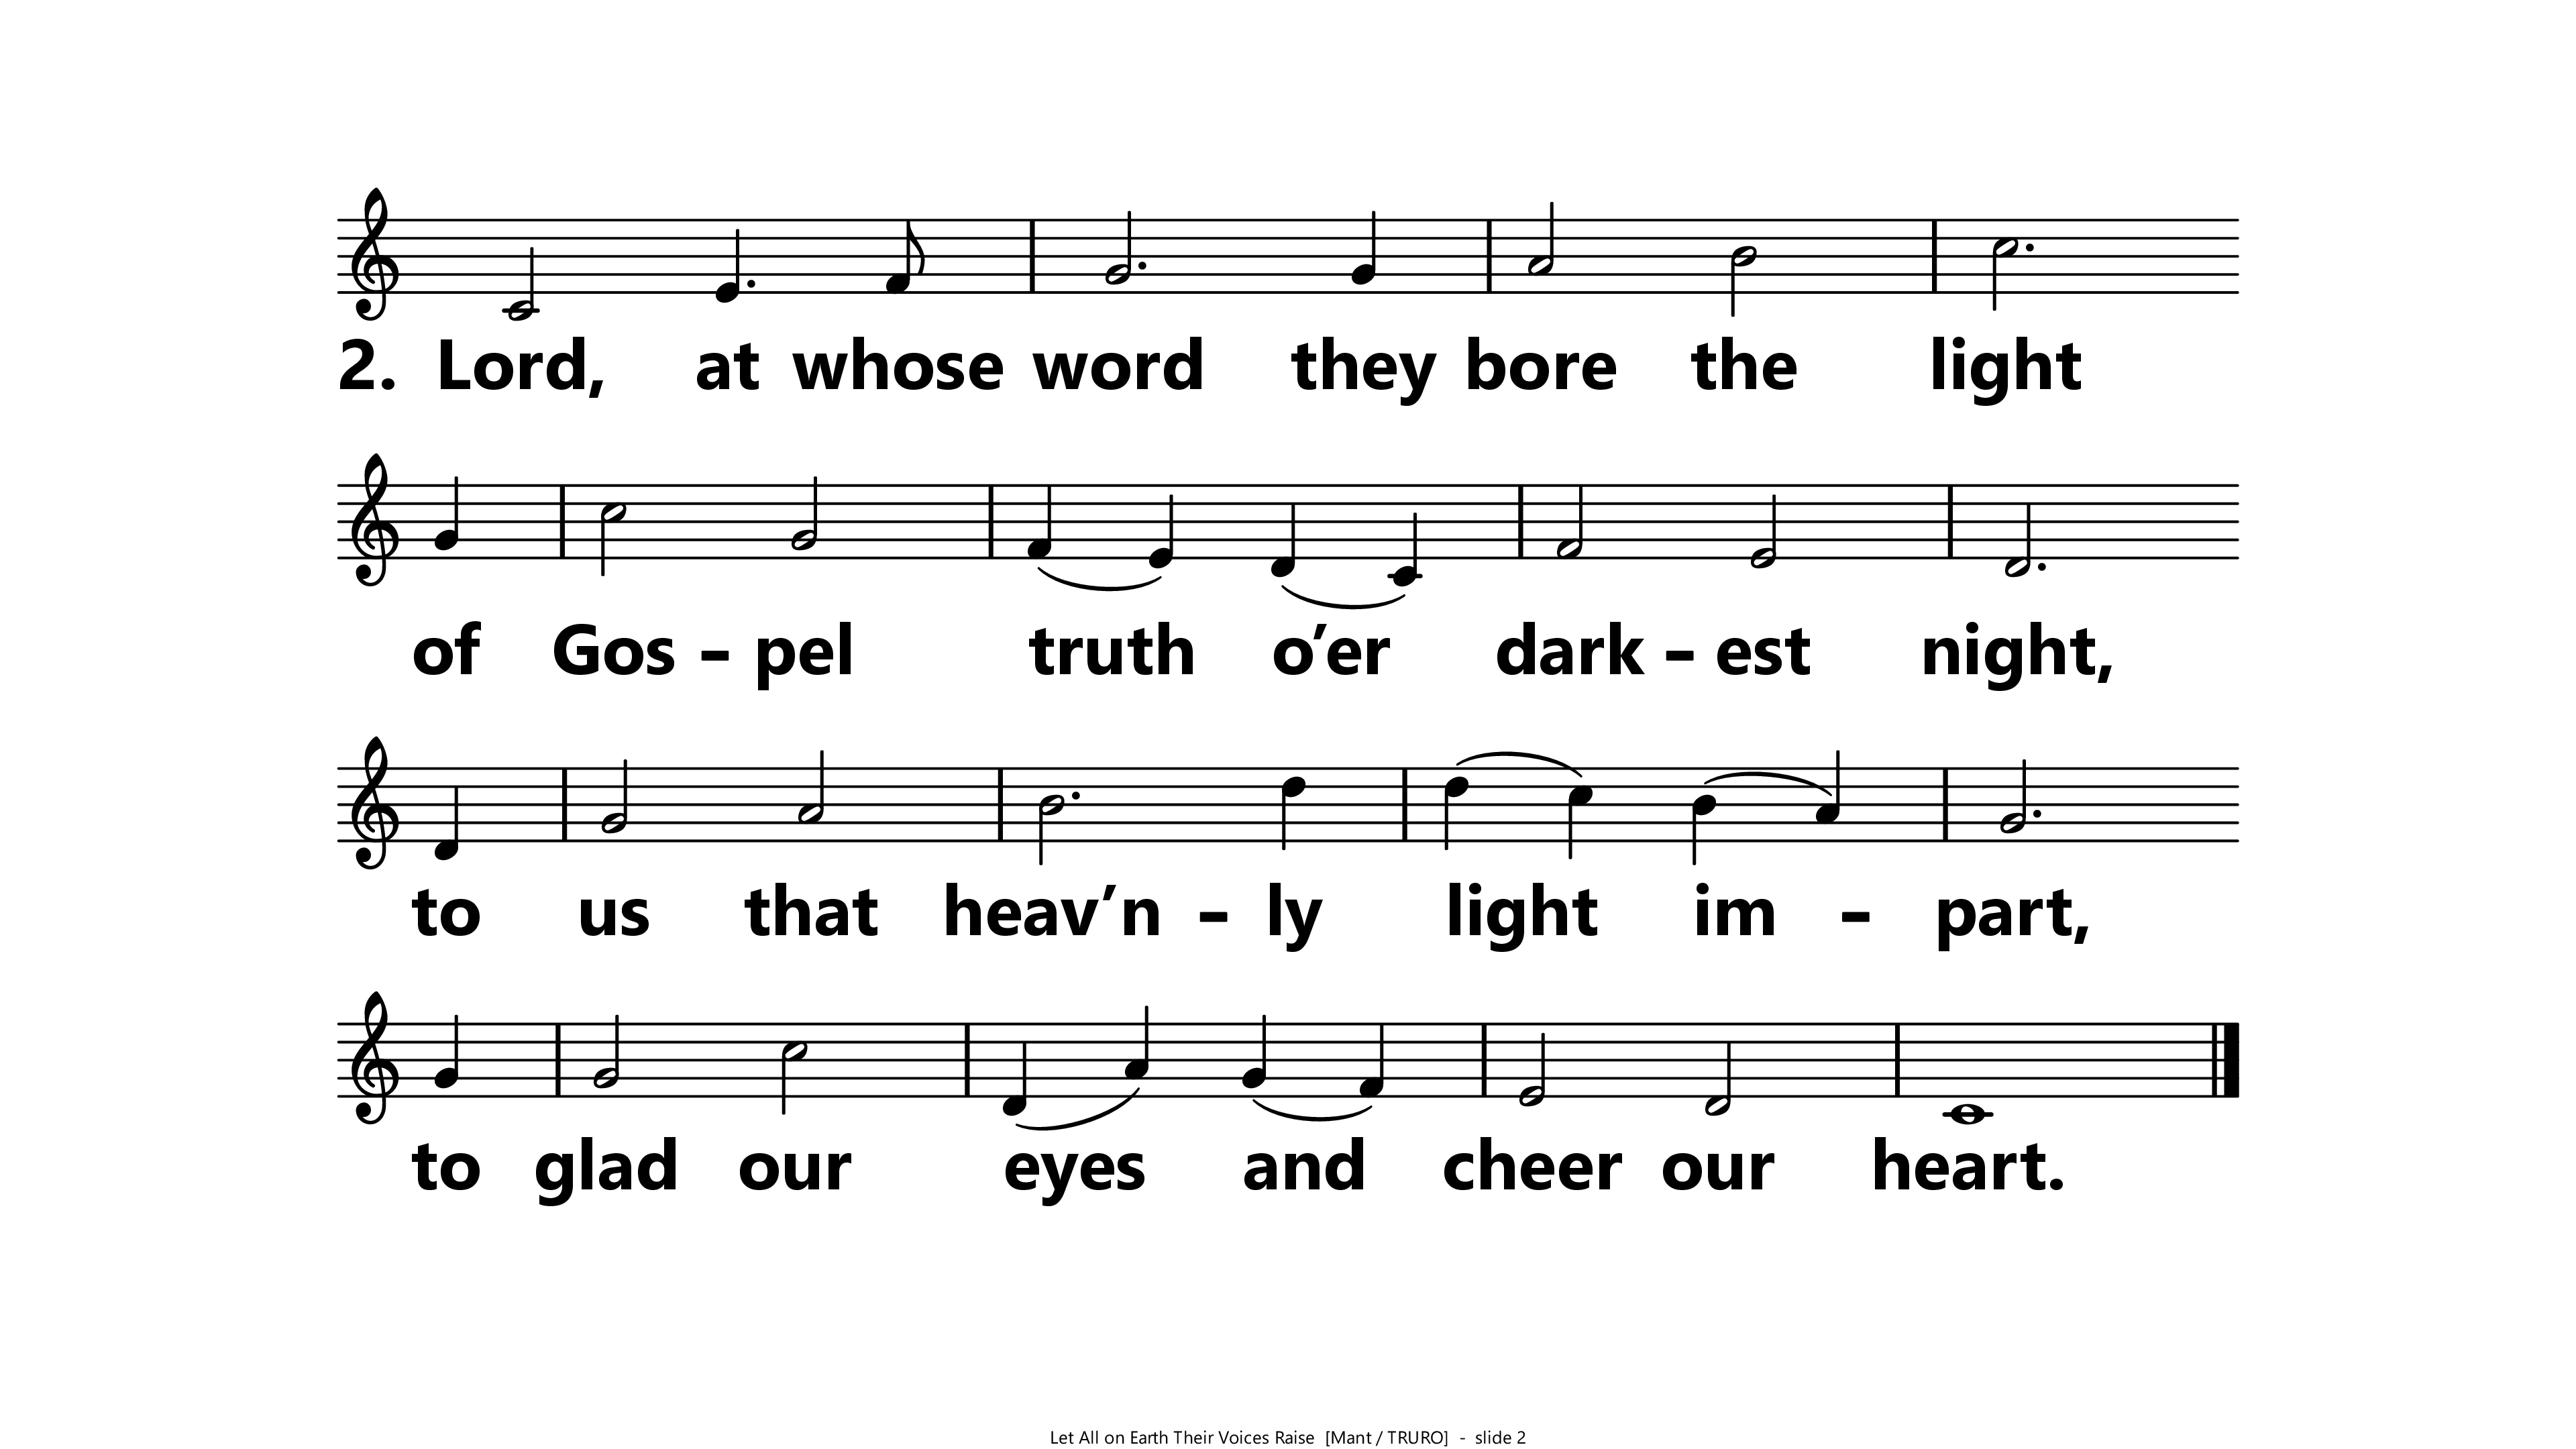 2. Lord, at whose word they bore the light
of Gos - pel truth o’er dark - est night,
to us that heav’n - ly light im - part,
to glad our eyes and cheer our heart.
Let All on Earth Their Voices Raise [Mant / TRURO] - slide 2